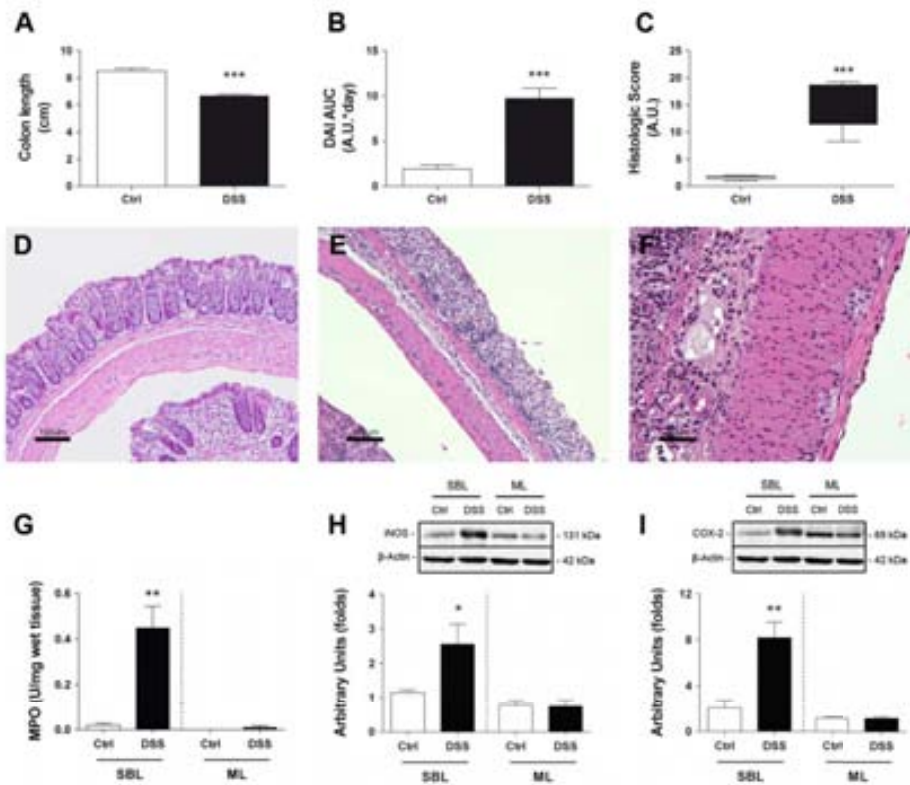 A
Colon length
(cm)
10
8
6
4
2
0
***
Ctrl
DSS
B
DAI AUC
(A.U.*day)
15
10
5
0
***
Ctrl
DSS
C
Histologic Score
(A.U.)
25
20
15
10
5
0
***
Ctrl
DSS
D
E
F
G
MPO (U/mg wet tissue)
0.6
0.4
0.2
0.0
**
Ctrl
DSS
Ctrl
DSS
SBL
ML
H
SBL
ML
Ctrl
DSS
Ctrl
DSS
iNOS -
- 131 kDa
β-Actin -
- 42 kDa
Arbitrary Units (folds)
4
3
2
1
0
*
Ctrl
DSS
Ctrl
DSS
SBL
ML
I
SBL
ML
Ctrl
DSS
Ctrl
DSS
COX-2 -
- 69 kDa
β-Actin -
- 42 kDa
Arbitrary Units (folds)
12
8
4
0
**
Ctrl
DSS
Ctrl
DSS
SBL
ML